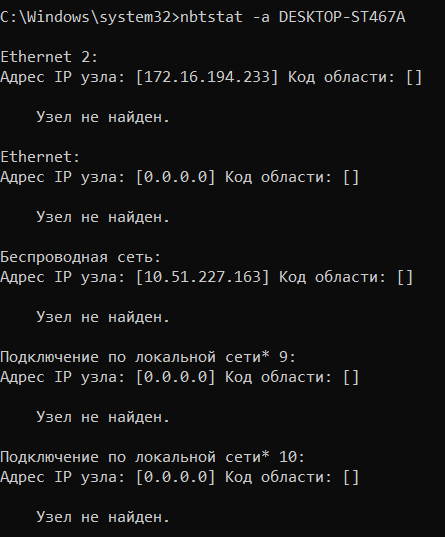 C:\Windows\system32>nbtstat -a DESKTOP-ST467A
Ethernet 2:
Адрес IP узла: [172.16.194.233] Код области: []
Узел не найден.
Ethernet:
Адрес IP узла: [0.0.0.0] Код области: []
Узел не найден.
Беспроводная сеть:
Адрес IP узла: [10.51.227.163] Код области: []
Узел не найден.
Подключение по локальной сети* 9:
Адрес IP узла: [0.0.0.0] Код области: []
Узел не найден.
Подключение по локальной сети* 10:
Адрес IP узла: [0.0.0.0] Код области: []
Узел не найден.